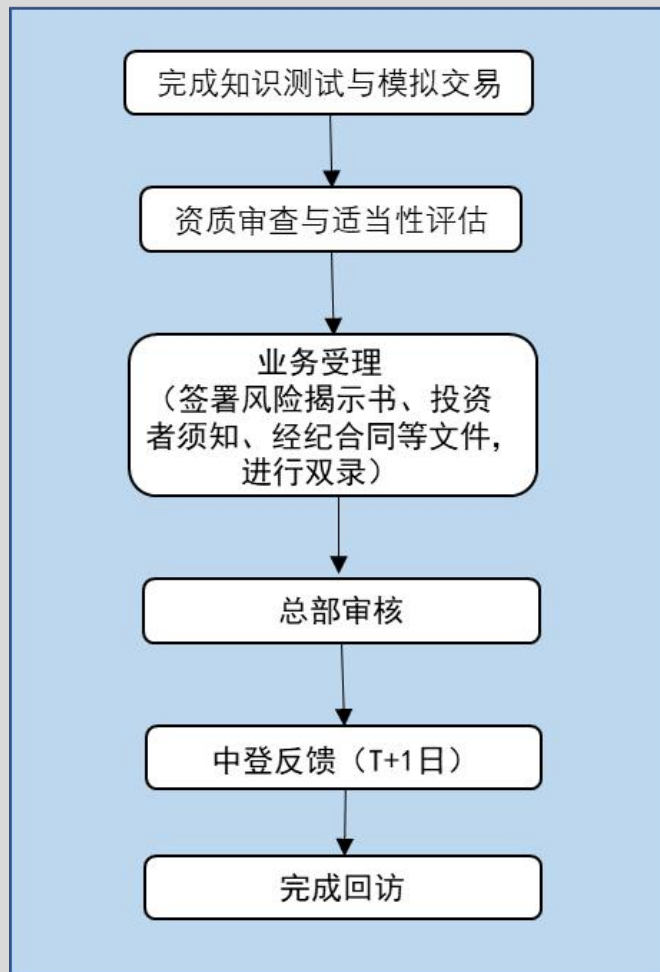 完成知识测试与模拟交易
资质审查与适当性评估
业务受理
（签署风险揭示书、投资
者须知、经纪合同等文件，
进行双录）
总部审核
中登反馈（T+1日）
完成回访